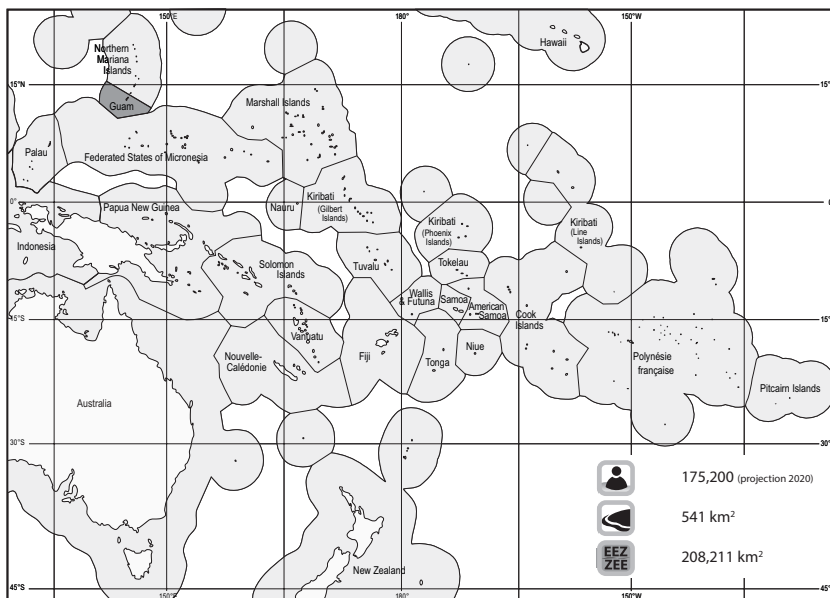 150°E
180°
150°W
Hawaii
Northern
Mariana
Islands
15°N
15°N
Guam
Marshall Islands
Palau
Federated States of Micronesia
0°
0°
Papua New Guinea
Nauru
Kiribati
(Gilbert
Islands)
Kiribati
(Phoenix
Islands)
Kiribati
(Line
Islands)
Indonesia
Solomon
Islands
Tuvalu
Tokelau
Wallis
& Futuna
Samoa
American
Samoa
Cook
Islands
15°S
15°S
Vanuatu
Nouvelle-
Calédonie
Fiji
Tonga
Niue
Polynésie
française
Pitcairn Islands
Australia
30°S
30°S
175,200 (projection 2020)
541 km²
EEZ
ZEE
208,211 km²
New Zealand
45°S
45°S
150°E
180°
150°W